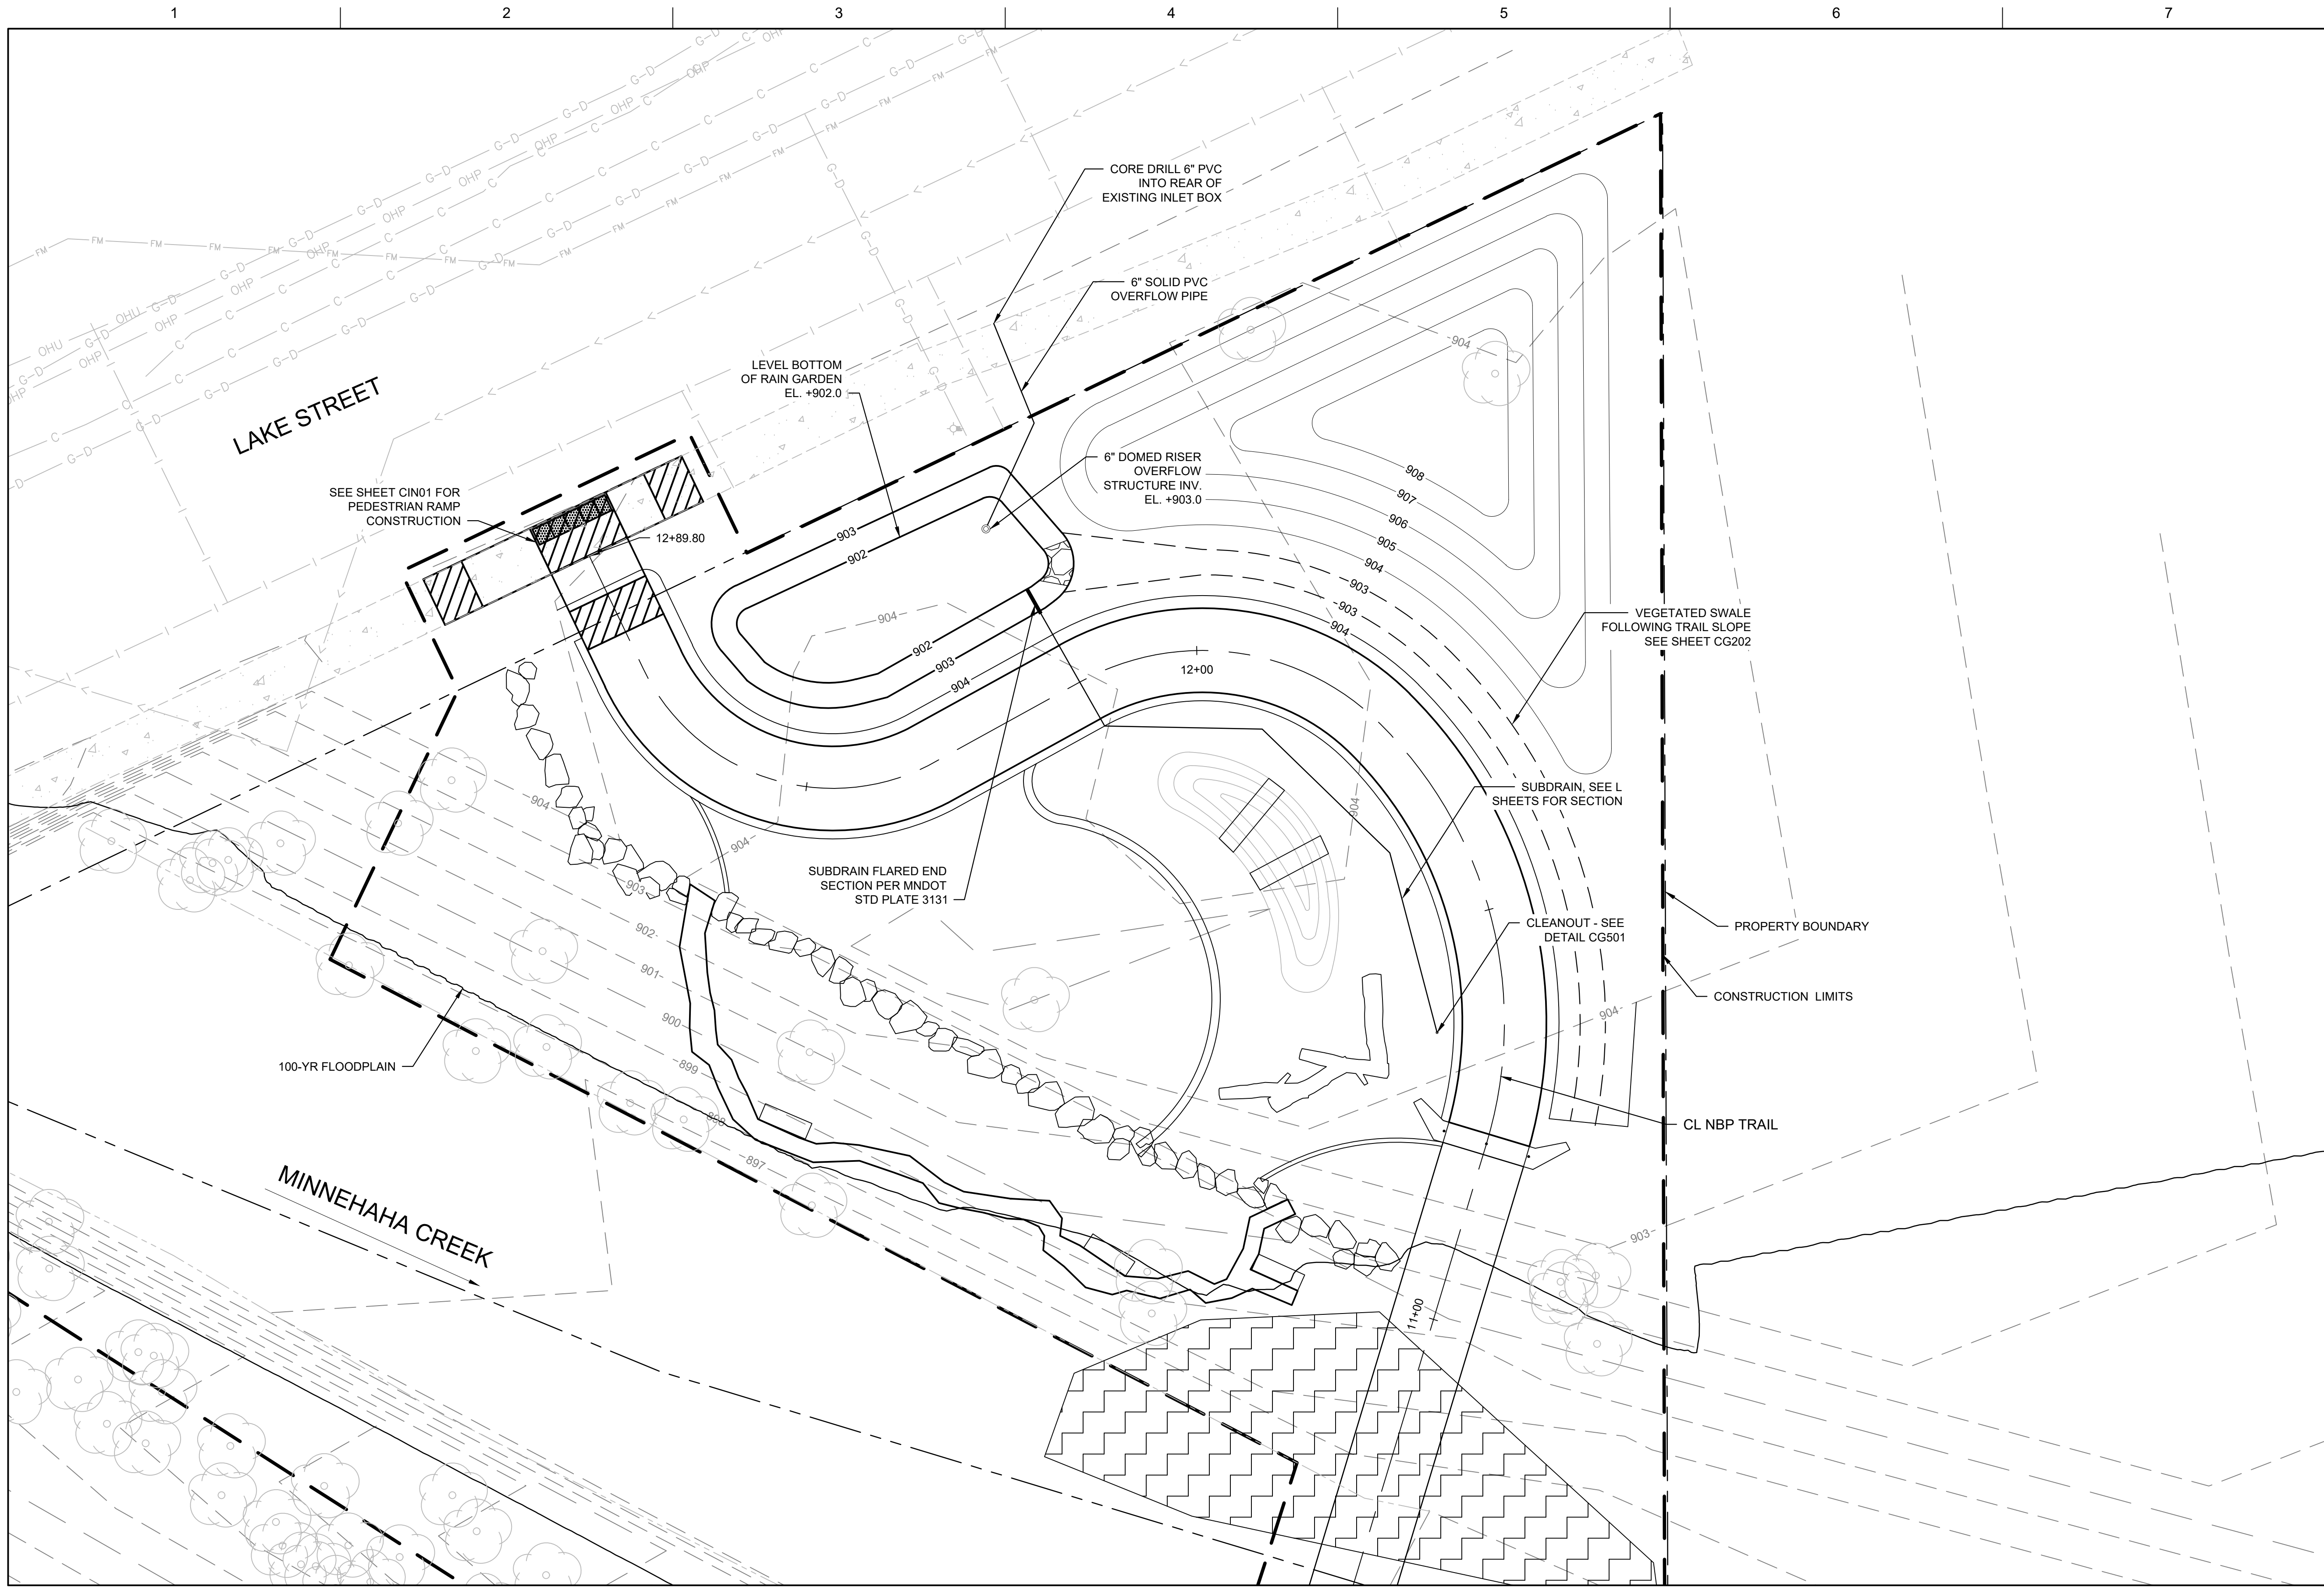 1
2
3
4
5
6
7
CORE DRILL 6" PVC
INTO REAR OF
EXISTING INLET BOX
6" SOLID PVC
OVERFLOW PIPE
LEVEL BOTTOM
OF RAIN GARDEN
EL. +902.0
LAKE STREET
6" DOMED RISER
OVERFLOW
STRUCTURE INV.
EL. +903.0
SEE SHEET CIN01 FOR
PEDESTRIAN RAMP
CONSTRUCTION
12+89.80
903
902
902
903
904
904
904
908
907
906
905
904
903
903
904
12+00
VEGETATED SWALE
FOLLOWING TRAIL SLOPE
SEE SHEET CG202
SUBDRAIN, SEE L
SHEETS FOR SECTION
SUBDRAIN FLARED END
SECTION PER MNDOT
STD PLATE 3131
CLEANOUT - SEE
DETAIL CG501
PROPERTY BOUNDARY
CONSTRUCTION LIMITS
100-YR FLOODPLAIN
CL NBP TRAIL
MINNEHAHA CREEK
11+00
904
904
903
902
901
900
899
898
897
904
904
903
G-D
OHP
OHU
C
FM
I